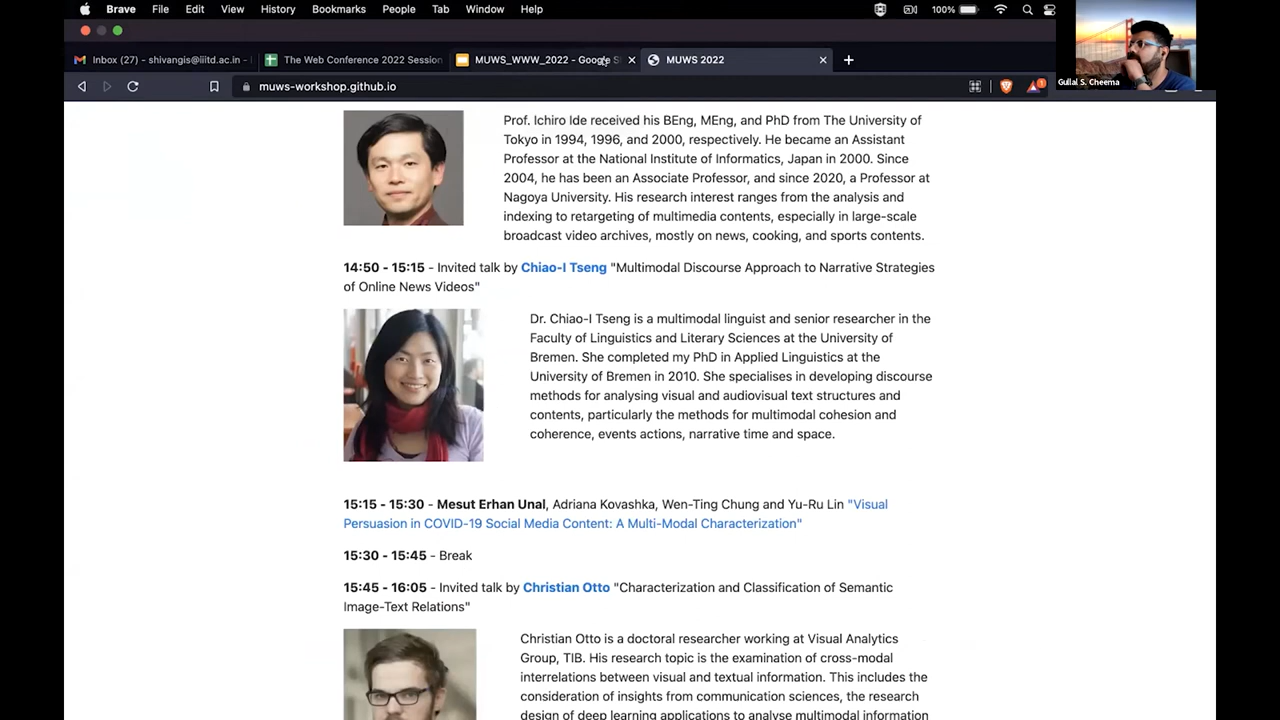 Brave File Edit View History Bookmarks People Tab Window Help 100%
Inbox (27) - shivangis@iiitd.ac.in - The Web Conference 2022 Session MUWS_WWW_2022 - Google S MUWS 2022
muws-workshop.github.io
Gullal S. Cheema
Prof. Ichiro Ide received his BEng, MEng, and PhD from The University of
Tokyo in 1994, 1996, and 2000, respectively. He became an Assistant
Professor at the National Institute of Informatics, Japan in 2000. Since
2004, he has been an Associate Professor, and since 2020, a Professor at
Nagoya University. His research interest ranges from the analysis and
indexing to retargeting of multimedia contents, especially in large-scale
broadcast video archives, mostly on news, cooking, and sports contents.
14:50 - 15:15 - Invited talk by Chiao-I Tseng "Multimodal Discourse Approach to Narrative Strategies
of Online News Videos"
Dr. Chiao-I Tseng is a multimodal linguist and senior researcher in the
Faculty of Linguistics and Literary Sciences at the University of
Bremen. She completed my PhD in Applied Linguistics at the
University of Bremen in 2010. She specialises in developing discourse
methods for analysing visual and audiovisual text structures and
contents, particularly the methods for multimodal cohesion and
coherence, events actions, narrative time and space.
15:15 - 15:30 - Mesut Erhan Unal, Adriana Kovashka, Wen-Ting Chung and Yu-Ru Lin "Visual
Persuasion in COVID-19 Social Media Content: A Multi-Modal Characterization"
15:30 - 15:45 - Break
15:45 - 16:05 - Invited talk by Christian Otto "Characterization and Classification of Semantic
Image-Text Relations"
Christian Otto is a doctoral researcher working at Visual Analytics
Group, TIB. His research topic is the examination of cross-modal
interrelations between visual and textual information. This includes the
consideration of insights from communication sciences, the research
design of deep learning applications to analyse multimodal information